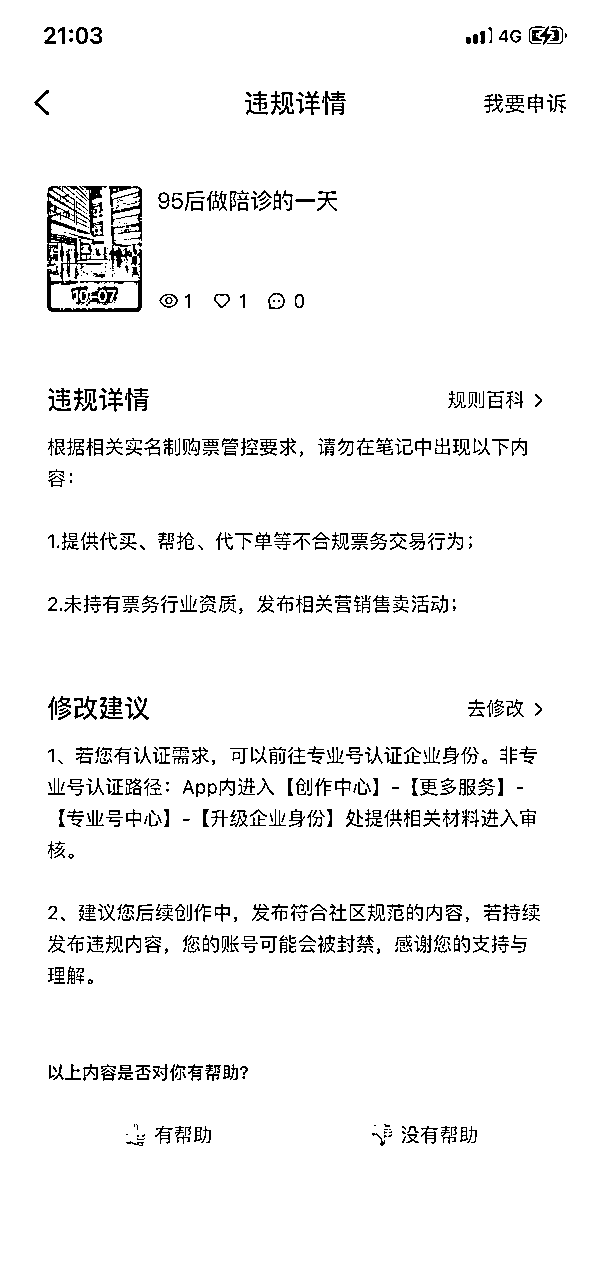 21:03
4G
违规详情
我要申诉
95后做陪诊的一天
10-07
1 1 0
违规详情
规则百科
根据相关实名制购票管控要求，请勿在笔记中出现以下内
容：
1.提供代买、帮抢、代下单等不合规票务交易行为；
2.未持有票务行业资质，发布相关营销售卖活动；
修改建议
去修改
1、若您有认证需求，可以前往专业号认证企业身份。非专
业号认证路径：App内进入【创作中心】-【更多服务】-
【专业号中心】-【升级企业身份】处提供相关材料进入审
核。
2、建议您后续创作中，发布符合社区规范的内容，若持续
发布违规内容，您的账号可能会被封禁，感谢您的支持与
理解。
以上内容是否对你有帮助?
有帮助
没有帮助